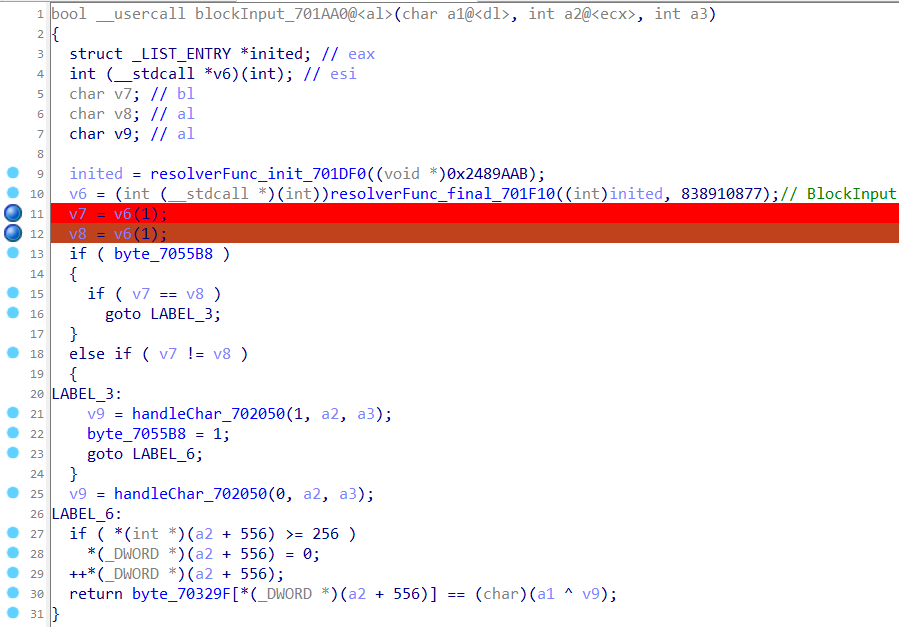 1 bool __usercall blockInput_701AA0@<al>(char a1@<dl>, int a2@<ecx>, int a3)
2 {
3 struct _LIST_ENTRY *inited; // eax
4 int (__stdcall *v6)(int); // esi
5 char v7; // bl
6 char v8; // al
7 char v9; // al
8
9 inited = resolverFunc_init_701DF0((void *)0x2489AAB);
10 v6 = (int (__stdcall *)(int))resolverFunc_final_701F10((int)inited, 838910877);// BlockInput
11 v7 = v6(1);
12 v8 = v6(1);
13 if ( byte_7055B8 )
14 {
15 if ( v7 == v8 )
16 goto LABEL_3;
17 }
18 else if ( v7 != v8 )
19 {
20 LABEL_3:
21 v9 = handleChar_702050(1, a2, a3);
22 byte_7055B8 = 1;
23 goto LABEL_6;
24 }
25 v9 = handleChar_702050(0, a2, a3);
26 LABEL_6:
27 if ( *(int *)(a2 + 556) >= 256 )
28 *(_DWORD *)(a2 + 556) = 0;
29 ++*(_DWORD *)(a2 + 556);
30 return byte_70329F[*(_DWORD *)(a2 + 556)] == (char)(a1 ^ v9);
31 }